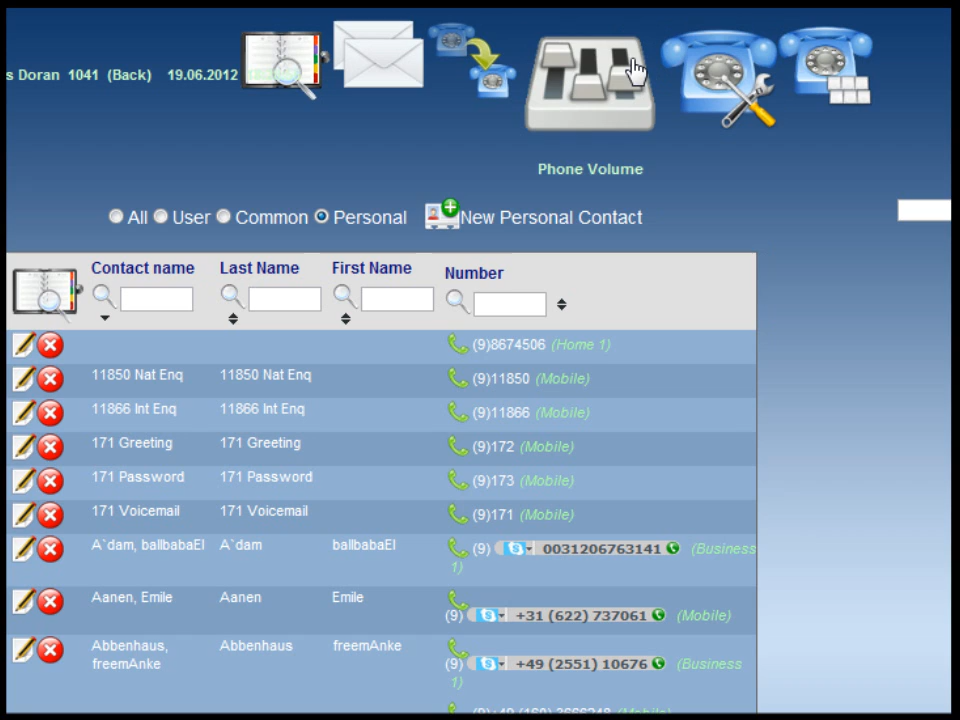 s Doran 1041 (Back) 19.06.2012
Phone Volume
All User Common Personal New Personal Contact
Contact name Last Name First Name Number
(9)8674506 (Home 1)
11850 Nat Enq 11850 Nat Enq (9)11850 (Mobile)
11866 Int Enq 11866 Int Enq (9)11866 (Mobile)
171 Greeting 171 Greeting (9)172 (Mobile)
171 Password 171 Password (9)173 (Mobile)
171 Voicemail 171 Voicemail (9)171 (Mobile)
A`dam, ballbabaEl A`dam ballbabaEl (9) 0031206763141 (Business
1)
Aanen, Emile Aanen Emile
(9) +31 (622) 737061 (Mobile)
Abbenhaus, Abbenhaus freemAnke
freemAnke (9) +49 (2551) 10676 (Business
1)